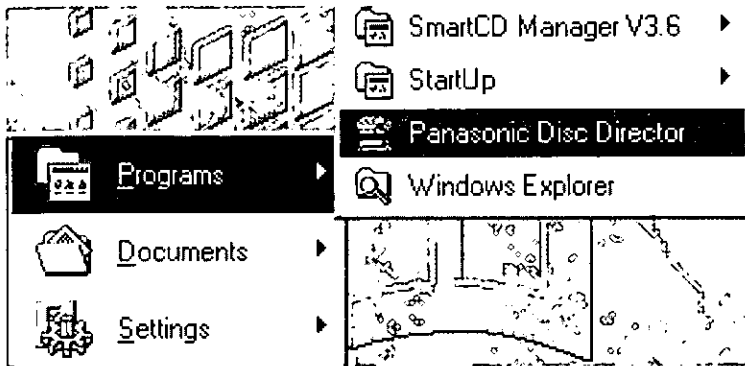 SmartCD Manager V3.6
StartUp
Panasonic Disc Director
Windows Explorer
Programs
Documents
Settings